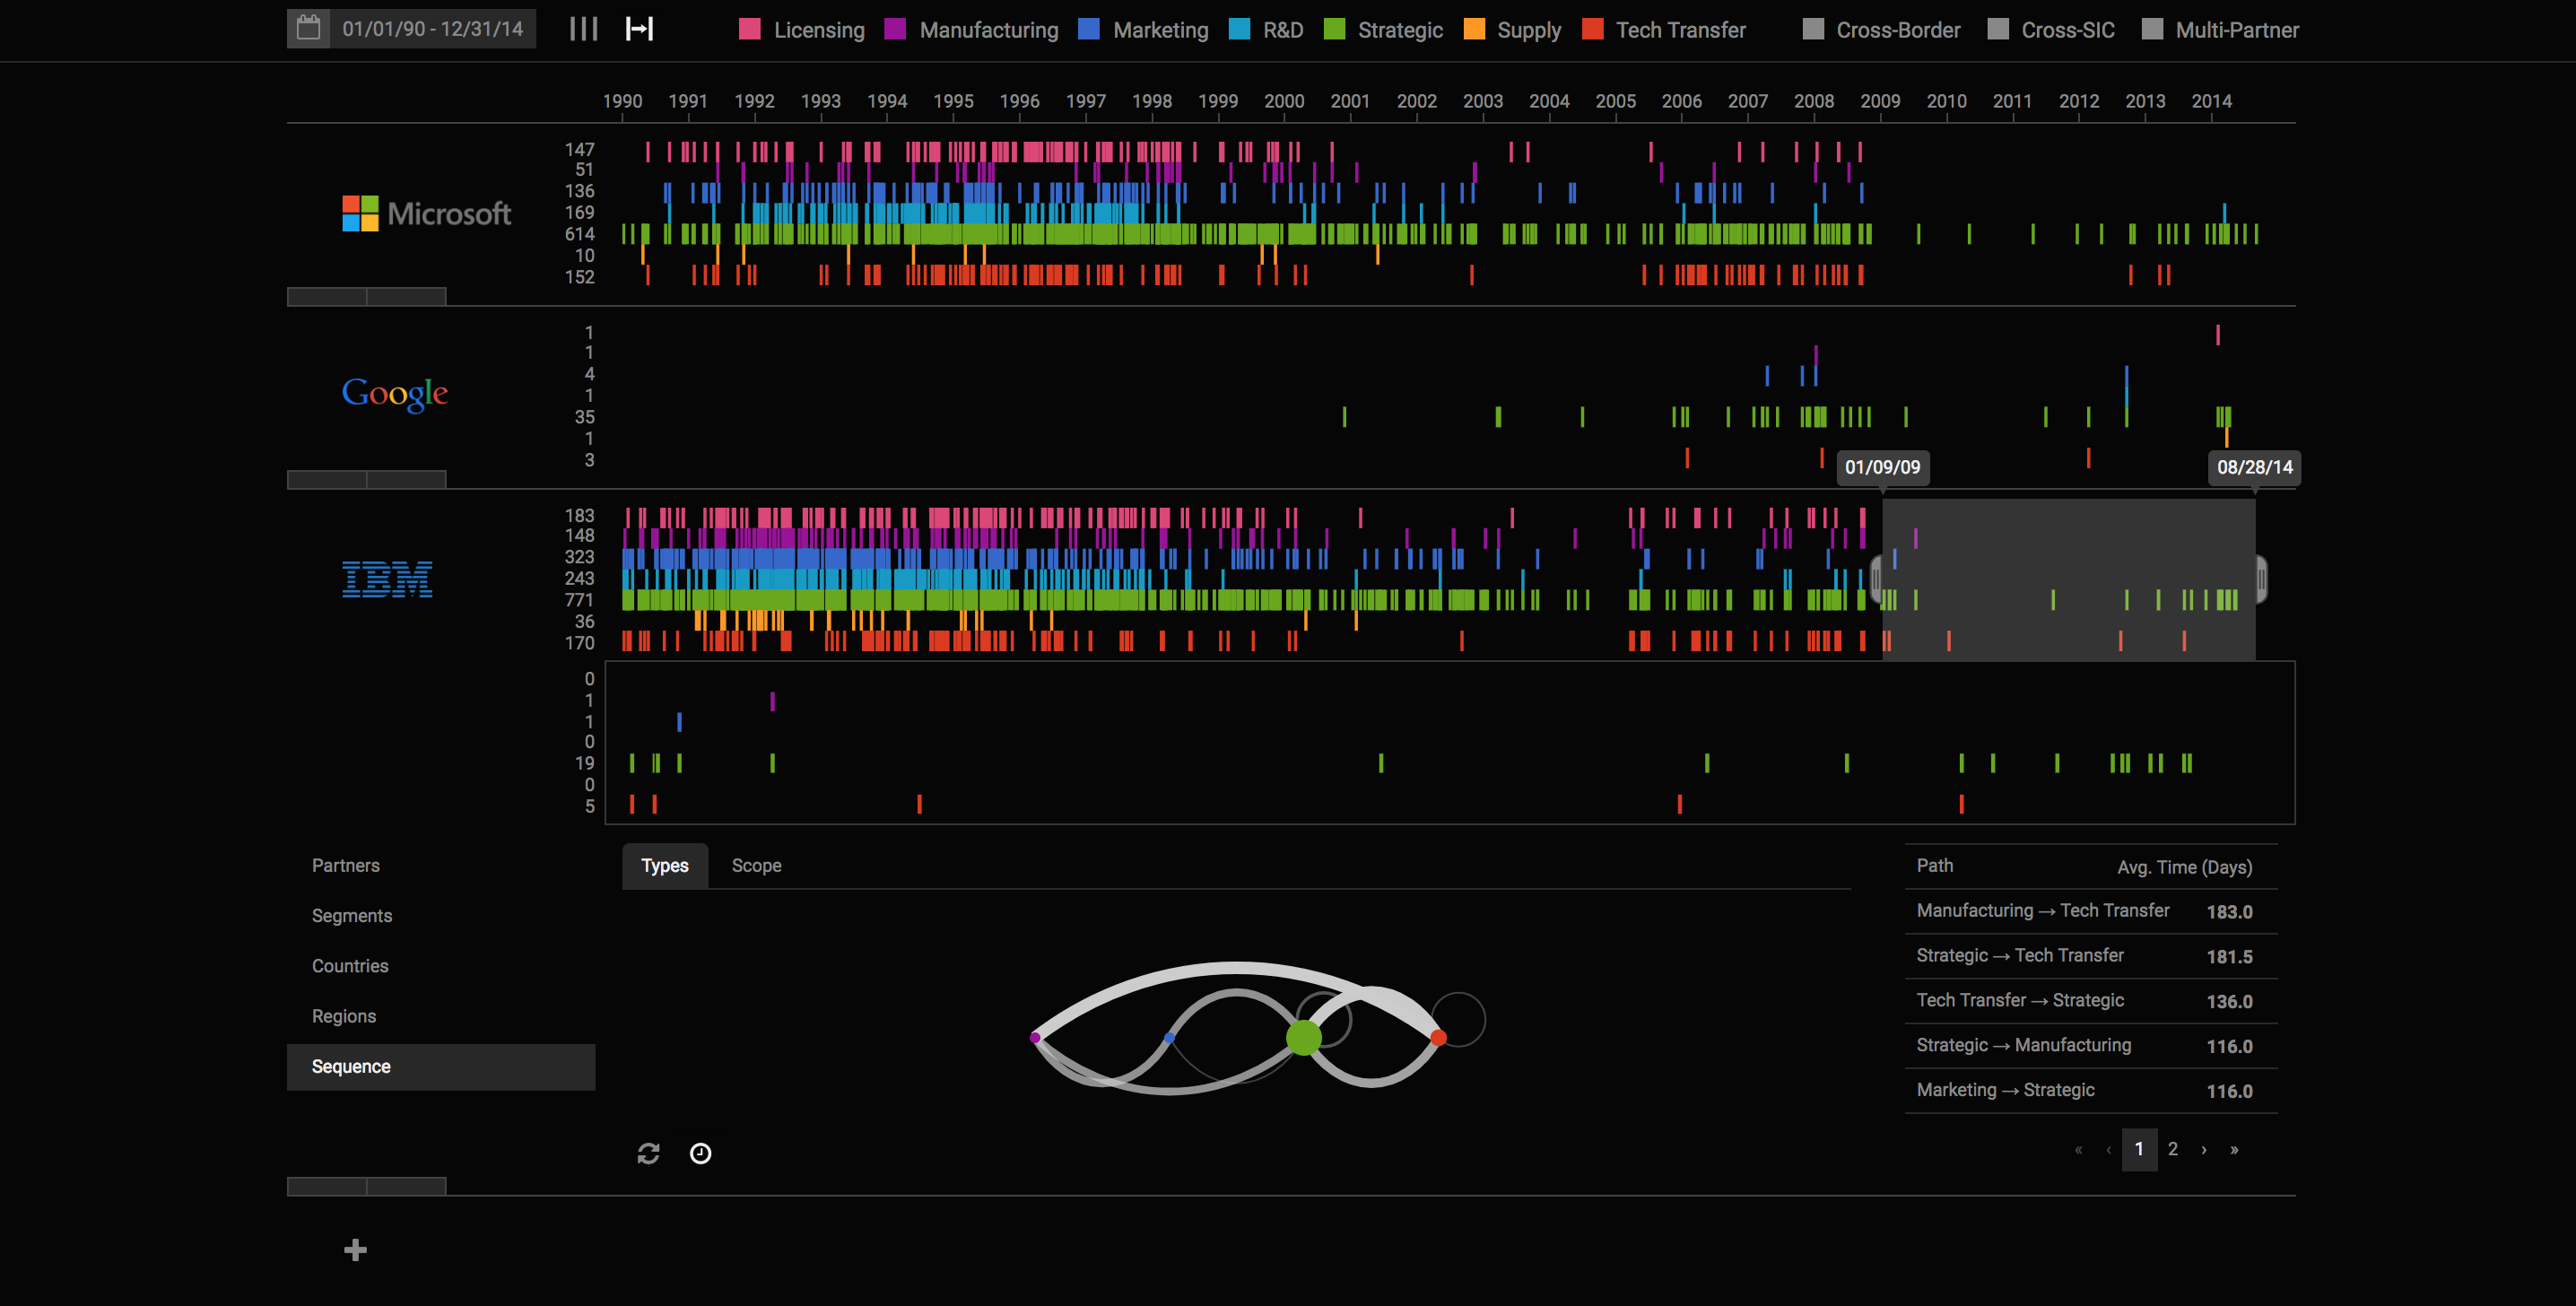 01/01/90 - 12/31/14
Licensing Manufacturing Marketing R&D Strategic Supply Tech Transfer Cross-Border Cross-SIC Multi-Partner
1990 1991 1992 1993 1994 1995 1996 1997 1998 1999 2000 2001 2002 2003 2004 2005 2006 2007 2008 2009 2010 2011 2012 2013 2014
Microsoft
147
51
136
169
614
10
152
Google
1
1
4
1
35
1
3
01/09/09
08/28/14
IBM
183
148
323
243
771
36
170
0
1
1
0
19
0
5
Partners
Segments
Countries
Regions
Sequence
Types Scope
Path Avg. Time (Days)
Manufacturing → Tech Transfer 183.0
Strategic → Tech Transfer 181.5
Tech Transfer → Strategic 136.0
Strategic → Manufacturing 116.0
Marketing → Strategic 116.0
« ‹ 1 2 › »